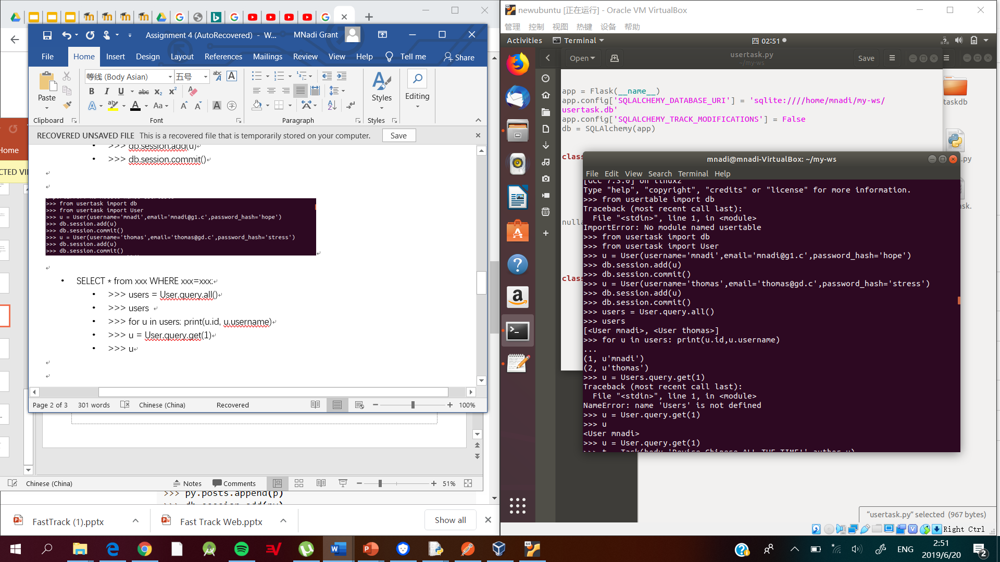 Assignment 4 (AutoRecovered) - W...
MNadi Grant
File Home Insert Design Layout References Mailings Review View Help Tell me Share
等线 (Body Asian) 五号
Paste
Styles
Editing
Clipboard Font Paragraph Styles
RECOVERED UNSAVED FILE This is a recovered file that is temporarily stored on your computer. Save
• >>> db.session.add(u)
• >>> db.session.commit()
>>> from usertask import db
>>> from usertask import User
>>> u = User(username='mnadi',email='mnadi@g1.c',password_hash='hope')
>>> db.session.add(u)
>>> db.session.commit()
>>> u = User(username='thomas',email='thomas@gd.c',password_hash='stress')
>>> db.session.add(u)
>>> db.session.commit()
• SELECT * from xxx WHERE xxx=xxx:
• >>> users = User.query.all()
• >>> users
• >>> for u in users: print(u.id, u.username)
• >>> u = User.query.get(1)
• >>> u
Page 2 of 3 301 words Chinese (China) Recovered 100%
Home
CTED VI
Chinese (China) Notes Comments 51%
>>> py.posts.append(p)
FastTrack (1).pptx
Fast Track Web.pptx
Show all
newubuntu [正在运行] - Oracle VM VirtualBox
管理 控制 视图 热键 设备 帮助
Activities Terminal 四 02:51
Open usertask.py Save
~/my-ws
app = Flask(__name__)
app.config['SQLALCHEMY_DATABASE_URI'] = 'sqlite:////home/mnadi/my-ws/
usertask.db'
app.config['SQLALCHEMY_TRACK_MODIFICATIONS'] = False
db = SQLAlchemy(app)
class
nulla
class
taskdb
.py
sk.
mnadi@mnadi-VirtualBox: ~/my-ws
File Edit View Search Terminal Help
[GCC 7.3.0] on linux2
Type "help", "copyright", "credits" or "license" for more information.
>>> from usertable import db
Traceback (most recent call last):
File "<stdin>", line 1, in <module>
ImportError: No module named usertable
>>> from usertask import db
>>> from usertask import User
>>> u = User(username='mnadi',email='mnadi@g1.c',password_hash='hope')
>>> db.session.add(u)
>>> db.session.commit()
>>> u = User(username='thomas',email='thomas@gd.c',password_hash='stress')
>>> db.session.add(u)
>>> db.session.commit()
>>> users = User.query.all()
>>> users
[<User mnadi>, <User thomas>]
>>> for u in users: print(u.id,u.username)
...
(1, u'mnadi')
(2, u'thomas')
>>> u = Users.query.get(1)
Traceback (most recent call last):
File "<stdin>", line 1, in <module>
NameError: name 'Users' is not defined
>>> u = User.query.get(1)
>>> u
<User mnadi>
>>> u = User.query.get(1)
“usertask.py” selected (967 bytes)
Right Ctrl
ENG
2:51
2019/6/20
2